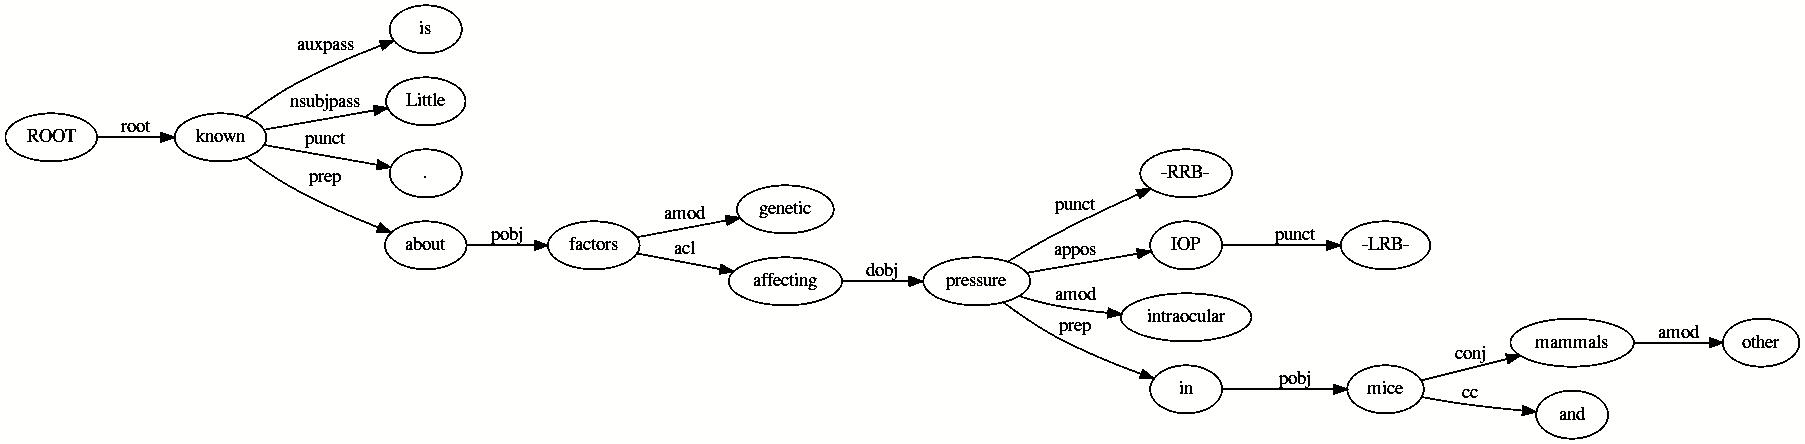 is
auxpass
Little
nsubjpass
ROOT
root
known
punct
.
prep
about
pobj
factors
amod
genetic
acl
affecting
dobj
pressure
punct
-RRB-
appos
IOP
punct
-LRB-
amod
intraocular
prep
in
pobj
mice
conj
mammals
amod
other
cc
and